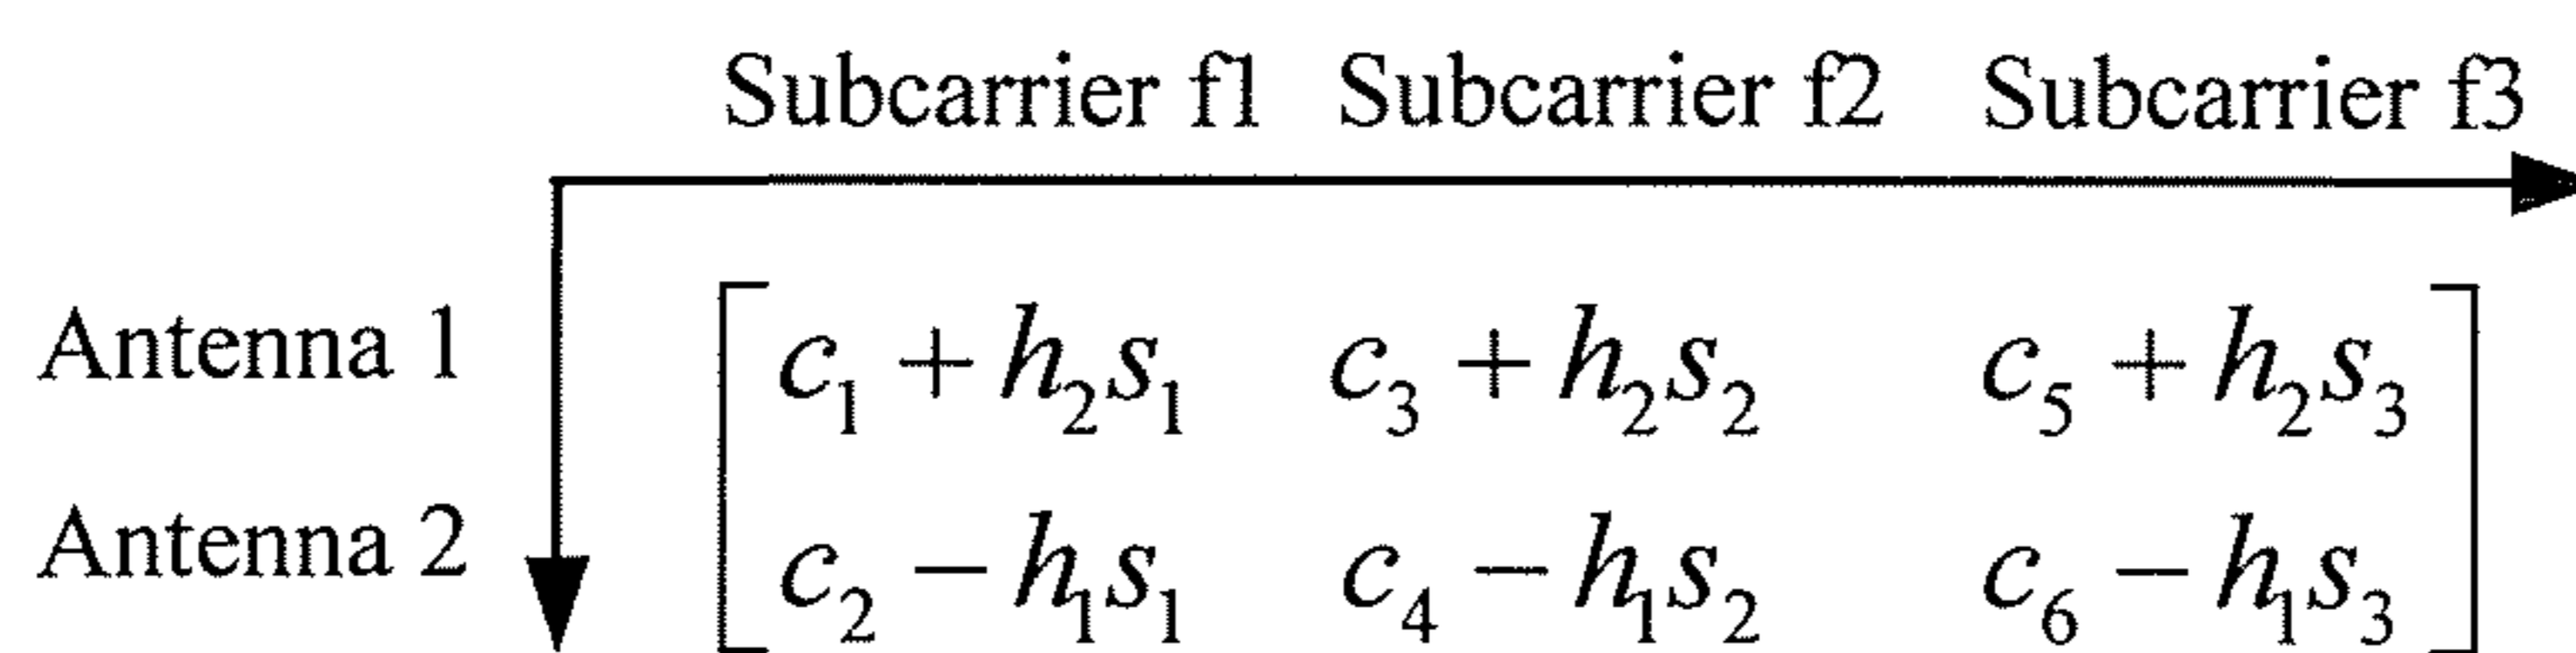 Subcarrier f1 Subcarrier f2 Subcarrier f3
Antenna 1 c₁ + h₂s₁ c₃ + h₂s₂ c₅ + h₂s₃
Antenna 2 c₂ − h₁s₁ c₄ − h₁s₂ c₆ − h₁s₃